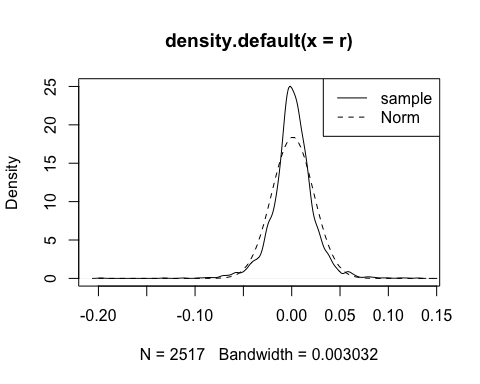 density.default(x = r)
sample
Norm
Density
25
20
15
10
5
0
-0.20 -0.10 0.00 0.05 0.10 0.15
N = 2517 Bandwidth = 0.003032